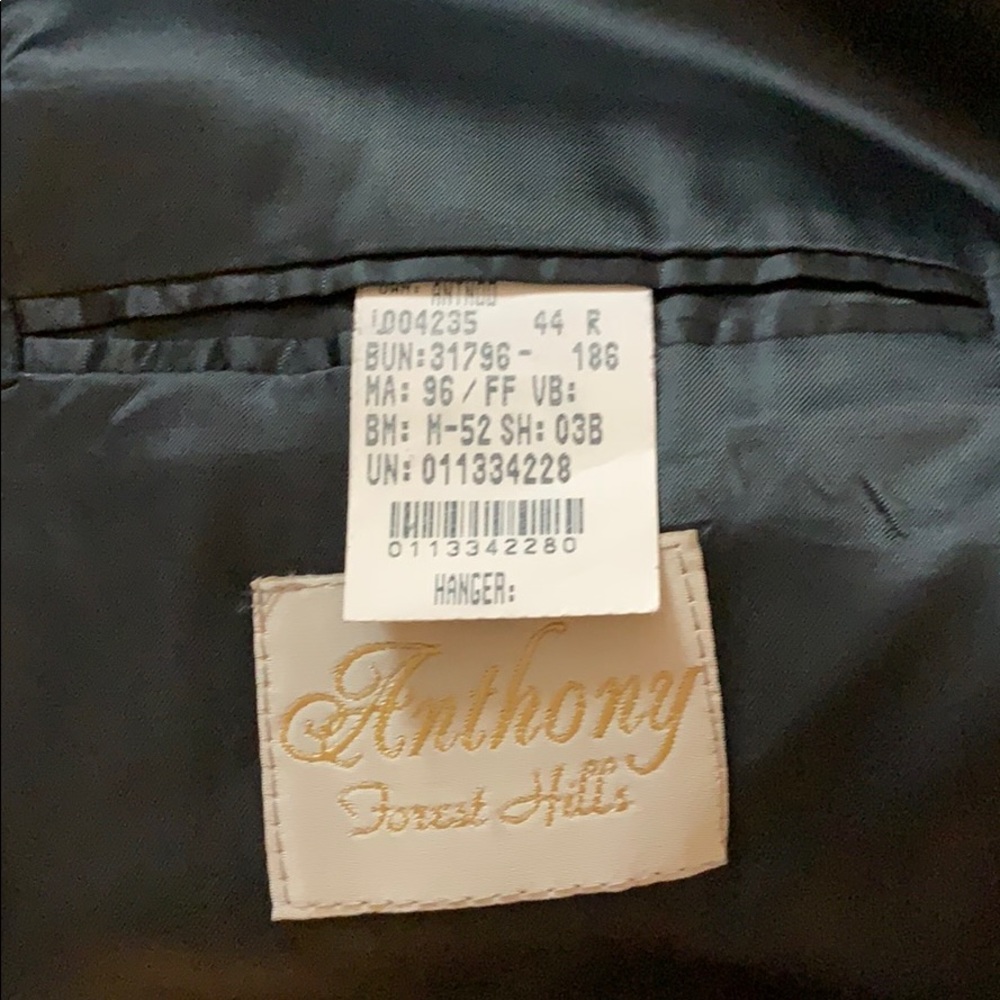 004235 44 R
BUN:31796- 186
MA: 96 / FF VB:
BM: M-52 SH: 03B
UN: 011334228
0113342280
HANGER:
Anthony
Forest Hills